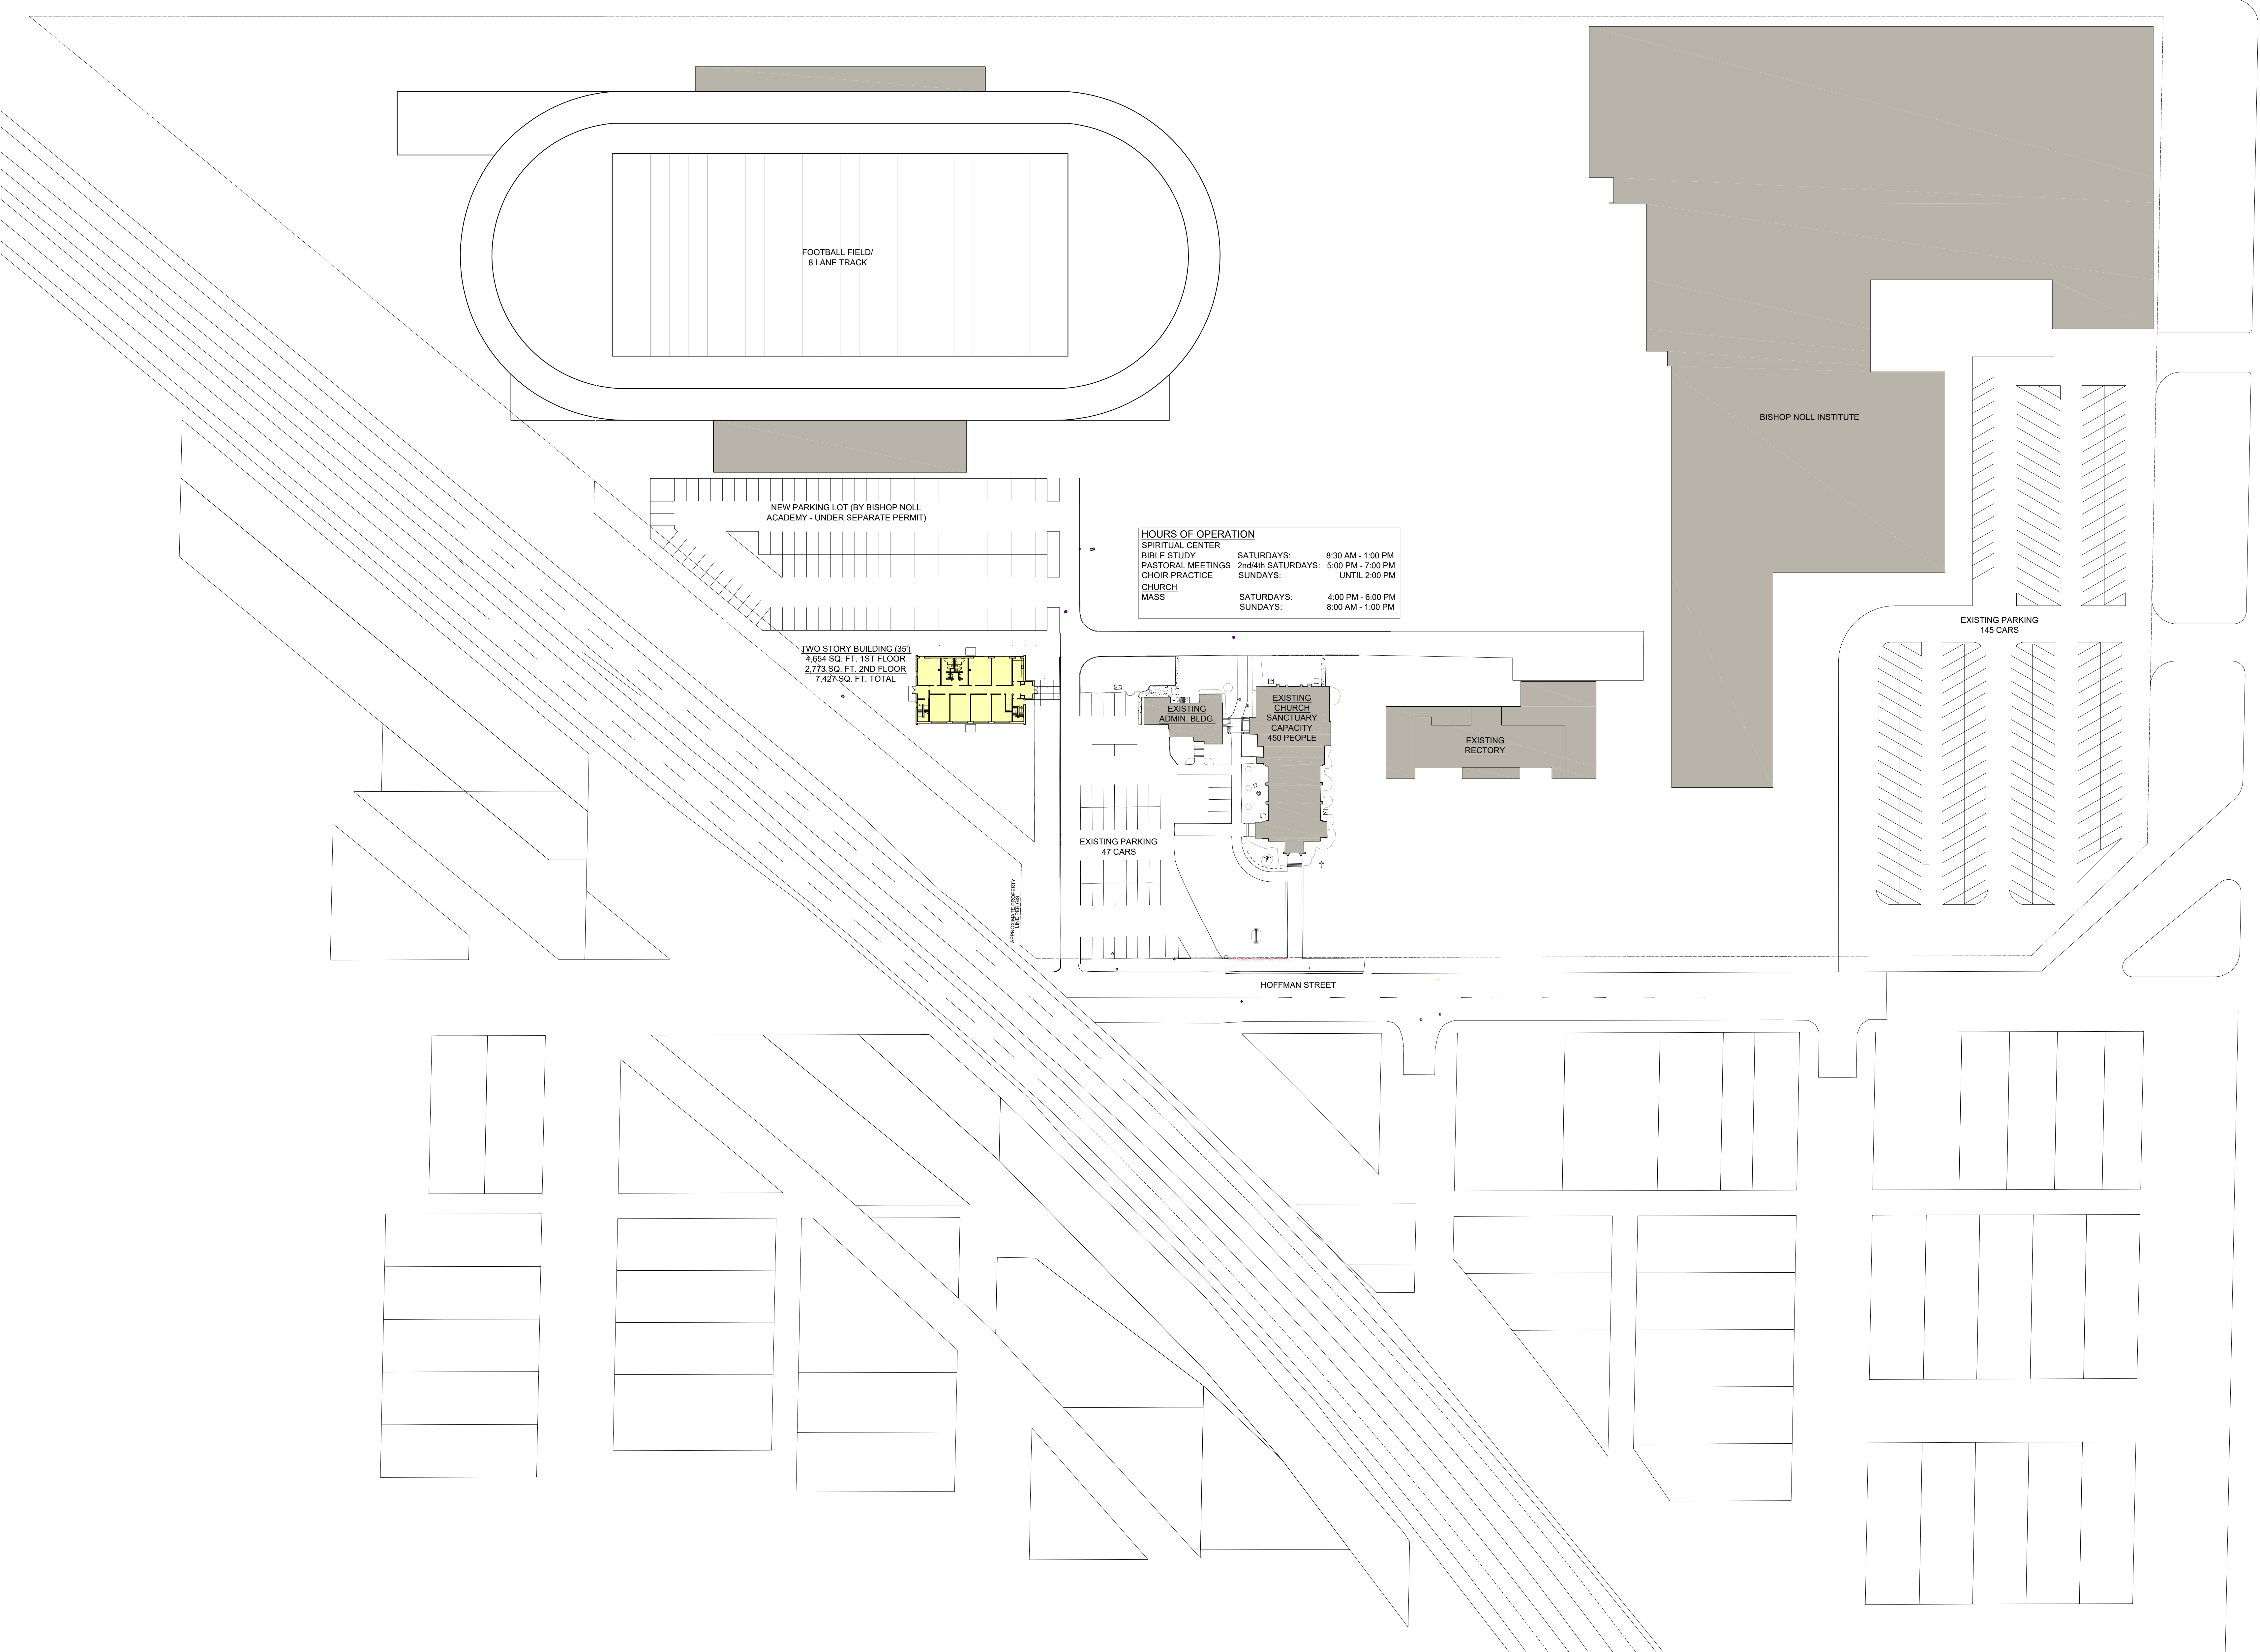 FOOTBALL FIELD/
8 LANE TRACK
BISHOP NOLL INSTITUTE
NEW PARKING LOT (BY BISHOP NOLL
ACADEMY - UNDER SEPARATE PERMIT)
HOURS OF OPERATION
SPIRITUAL CENTER
BIBLE STUDY SATURDAYS: 8:30 AM - 1:00 PM
PASTORAL MEETINGS 2nd/4th SATURDAYS: 5:00 PM - 7:00 PM
CHOIR PRACTICE SUNDAYS: UNTIL 2:00 PM
CHURCH
MASS SATURDAYS: 4:00 PM - 6:00 PM
SUNDAYS: 8:00 AM - 1:00 PM
EXISTING PARKING
145 CARS
TWO STORY BUILDING (35')
4,654 SQ. FT. 1ST FLOOR
2,773 SQ. FT. 2ND FLOOR
7,427 SQ. FT. TOTAL
EXISTING
ADMIN. BLDG.
EXISTING
CHURCH
SANCTUARY
CAPACITY
450 PEOPLE
EXISTING
RECTORY
EXISTING PARKING
47 CARS
APPROXIMATE PROPERTY
LINE PER GIS
HOFFMAN STREET